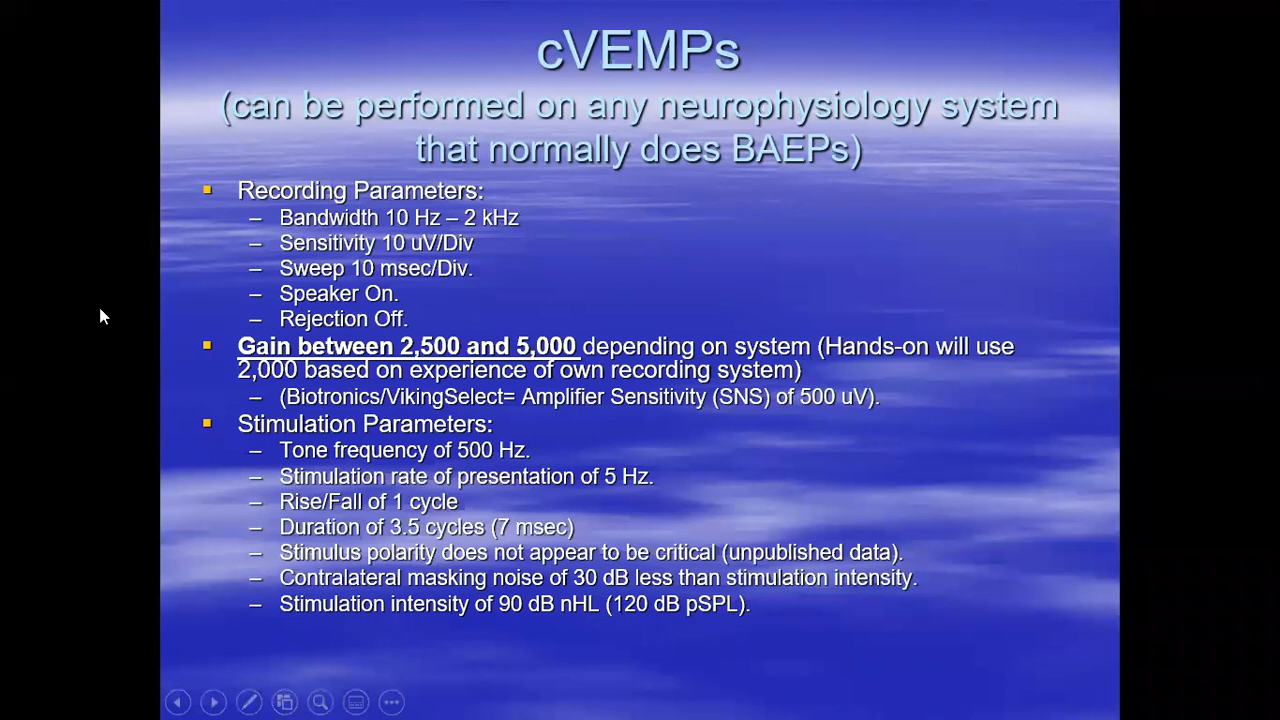 cVEMPs
(can be performed on any neurophysiology system
that normally does BAEPs)
Recording Parameters:
– Bandwidth 10 Hz – 2 kHz
– Sensitivity 10 uV/Div
– Sweep 10 msec/Div.
– Speaker On.
– Rejection Off.
Gain between 2,500 and 5,000 depending on system (Hands-on will use
2,000 based on experience of own recording system)
– (Biotronics/VikingSelect= Amplifier Sensitivity (SNS) of 500 uV).
Stimulation Parameters:
– Tone frequency of 500 Hz.
– Stimulation rate of presentation of 5 Hz.
– Rise/Fall of 1 cycle
– Duration of 3.5 cycles (7 msec)
– Stimulus polarity does not appear to be critical (unpublished data).
– Contralateral masking noise of 30 dB less than stimulation intensity.
– Stimulation intensity of 90 dB nHL (120 dB pSPL).